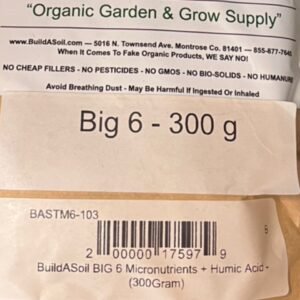 "Organic Garden & Grow Supply"
www.BuildASoil.com — 5016 N. Townsend Ave, Montrose Co. 81401 — 855-877-7645
When It Comes To Fake Organic Products, WE SAY NO!
NO CHEAP FILLERS - NO PESTICIDES - NO GMOS - NO BIO-SOLIDS - NO HUMANURE
Avoid Breathing Dust - May Be Harmful If Ingested Or Inhaled
Big 6 - 300 g
BASTM6-103
B
2 00000 17597 9
BuildASoil BIG 6 Micronutrients + Humic Acid -
(300Gram)